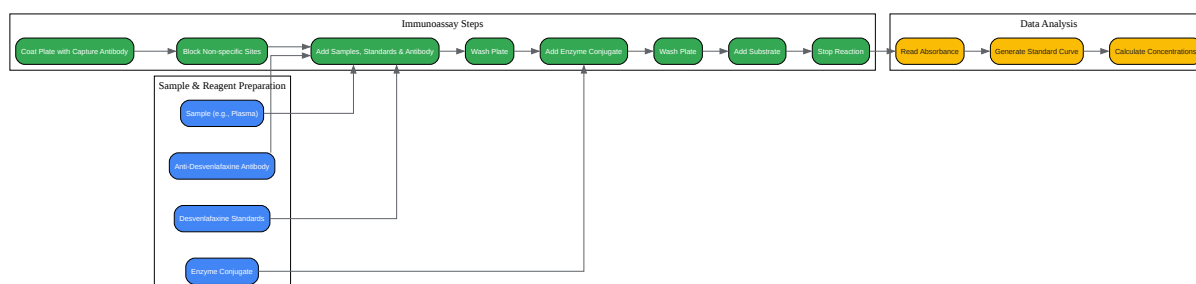 Immunoassay Steps
Data Analysis
Coat Plate with Capture Antibody
Block Non-specific Sites
Add Samples, Standards & Antibody
Wash Plate
Add Enzyme Conjugate
Wash Plate
Add Substrate
Stop Reaction
Read Absorbance
Generate Standard Curve
Calculate Concentrations
Sample & Reagent Preparation
Sample (e.g., Plasma)
Anti-Desvenlafaxine Antibody
Desvenlafaxine Standards
Enzyme Conjugate